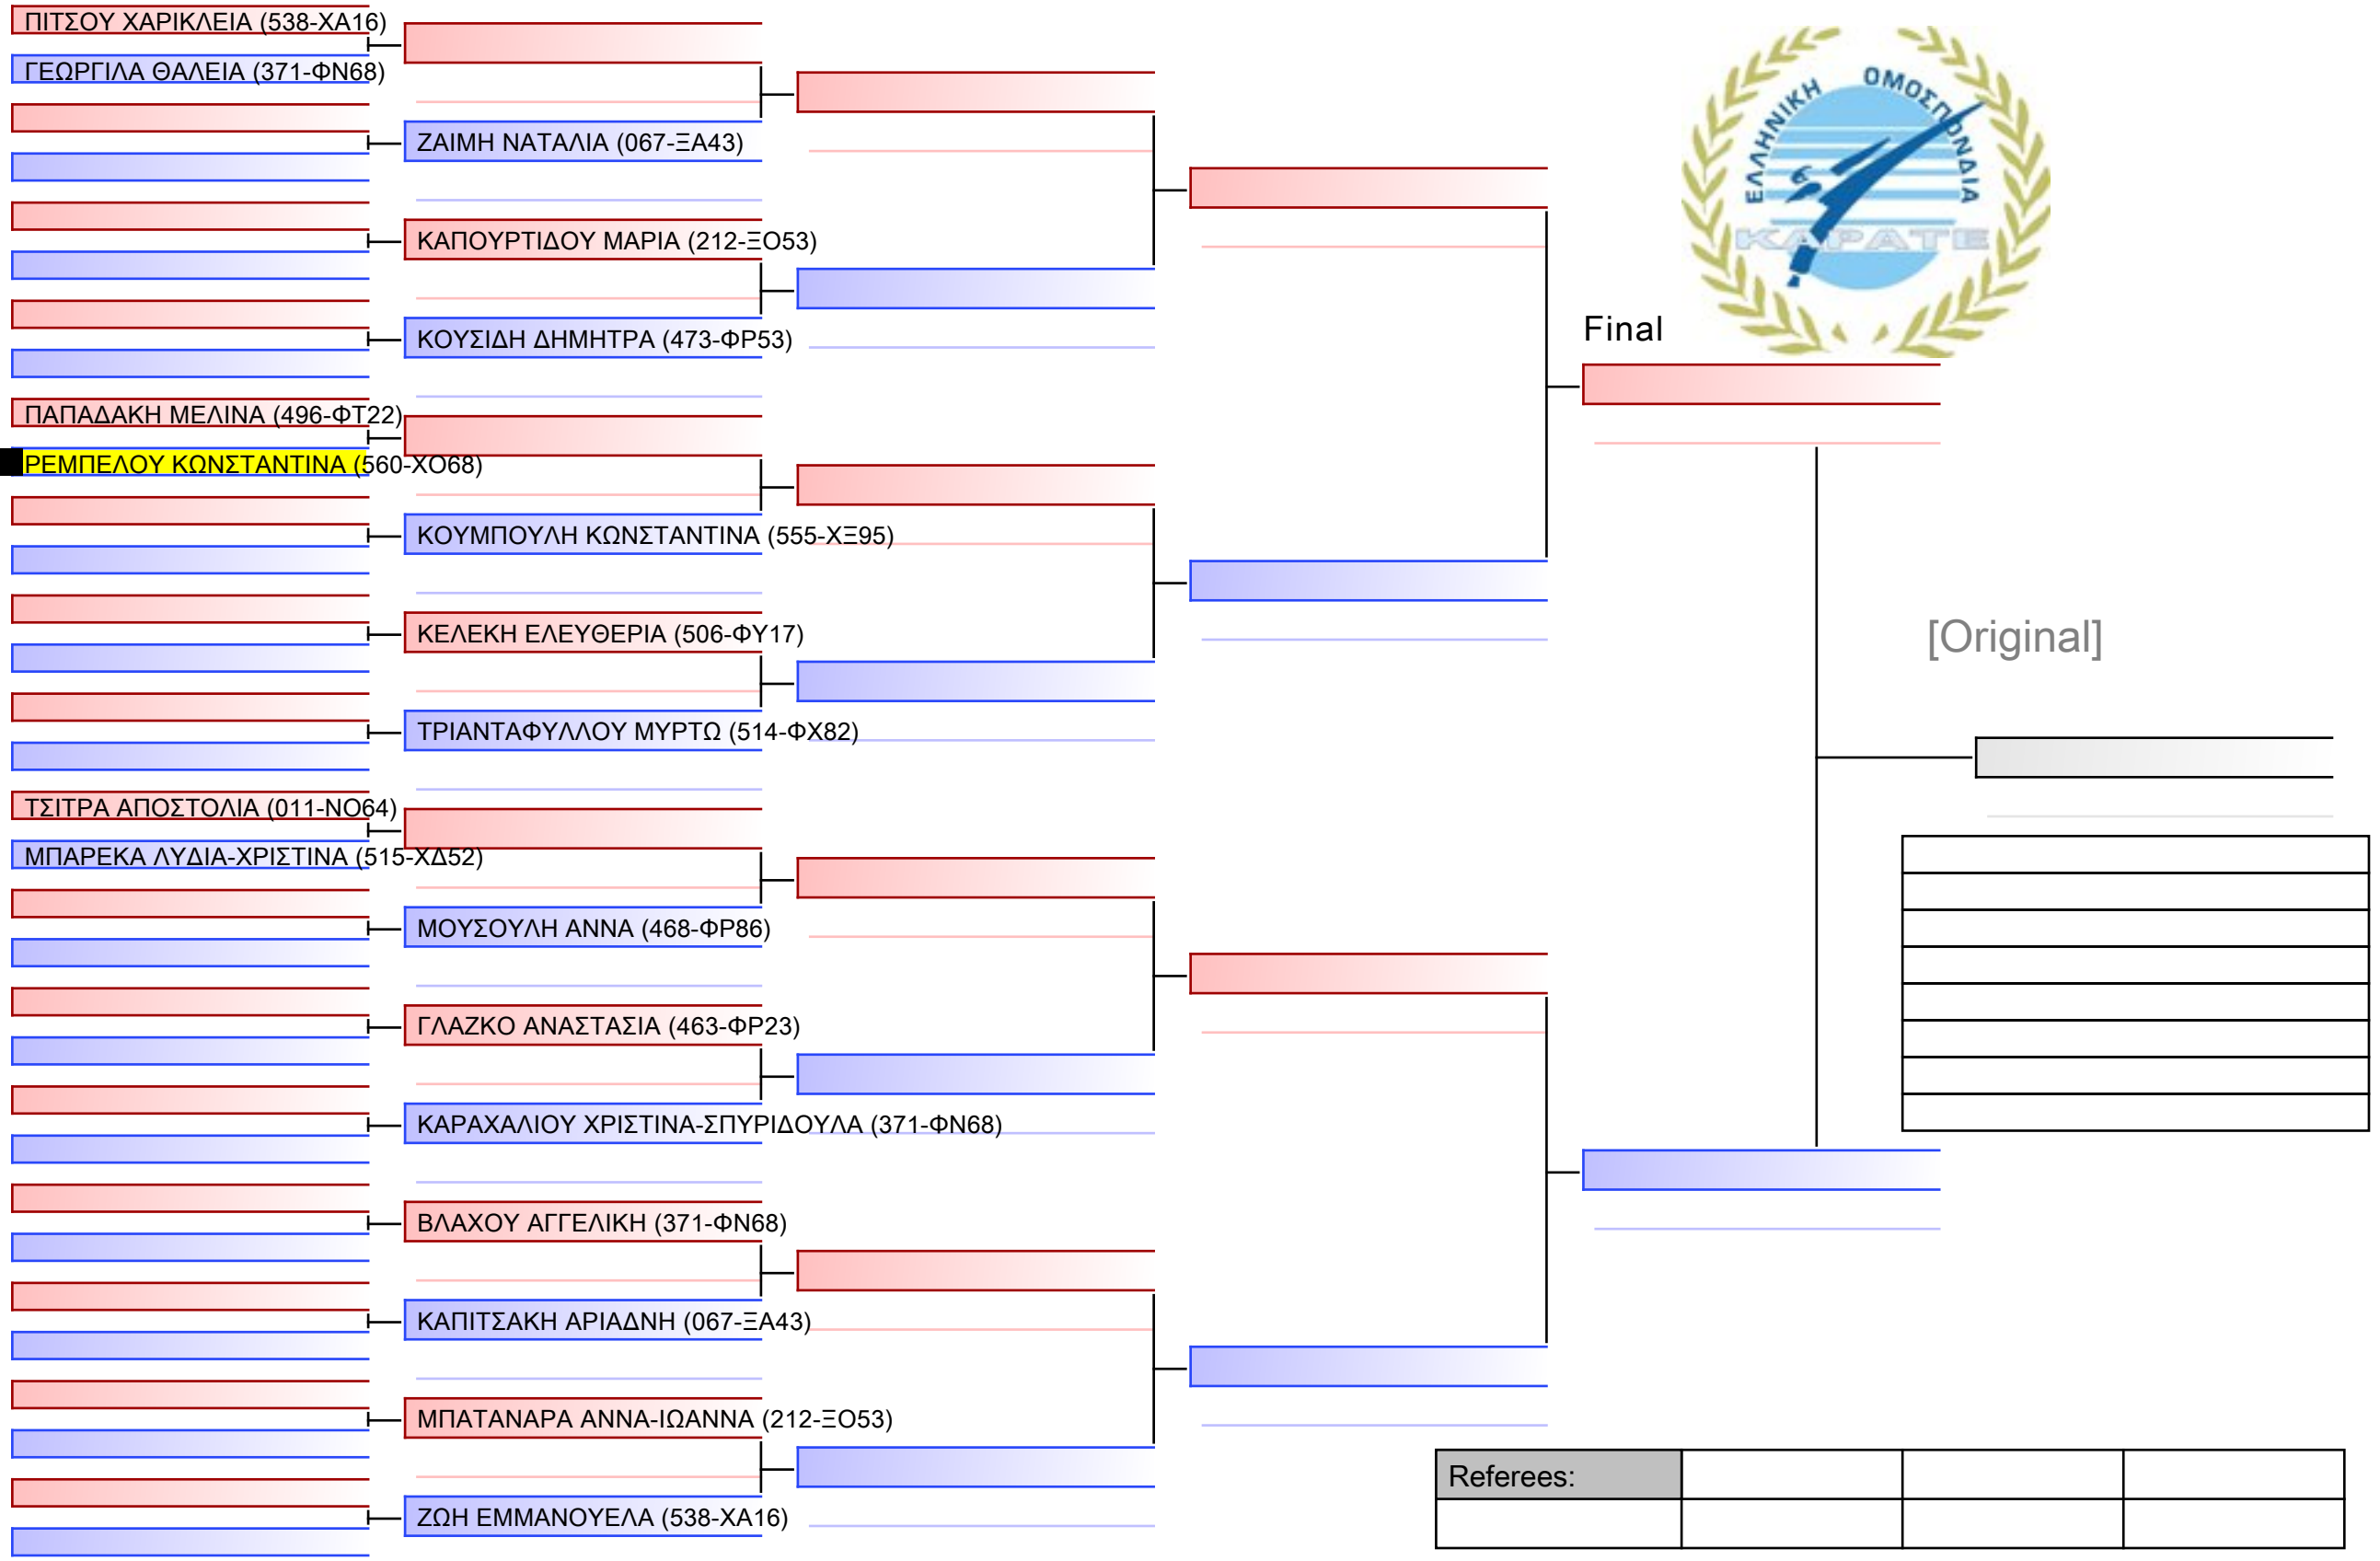 ΠΙΤΣΟΥ ΧΑΡΙΚΛΕΙΑ (538-ΧΑ16)
ΓΕΩΡΓΙΛΑ ΘΑΛΕΙΑ (371-ΦΝ68)
ΖΑΙΜΗ ΝΑΤΑΛΙΑ (067-ΞΑ43)
ΚΑΠΟΥΡΤΙΔΟΥ ΜΑΡΙΑ (212-ΞΟ53)
ΚΟΥΣΙΔΗ ΔΗΜΗΤΡΑ (473-ΦΡ53)
ΠΑΠΑΔΑΚΗ ΜΕΛΙΝΑ (496-ΦΤ22)
ΡΕΜΠΕΛΟΥ ΚΩΝΣΤΑΝΤΙΝΑ (560-ΧΟ68)
ΚΟΥΜΠΟΥΛΗ ΚΩΝΣΤΑΝΤΙΝΑ (555-ΧΞ95)
ΚΕΛΕΚΗ ΕΛΕΥΘΕΡΙΑ (506-ΦΥ17)
ΤΡΙΑΝΤΑΦΥΛΛΟΥ ΜΥΡΤΩ (514-ΦΧ82)
ΤΣΙΤΡΑ ΑΠΟΣΤΟΛΙΑ (011-ΝΟ64)
ΜΠΑΡΕΚΑ ΛΥΔΙΑ-ΧΡΙΣΤΙΝΑ (515-ΧΔ52)
ΜΟΥΣΟΥΛΗ ΑΝΝΑ (468-ΦΡ86)
ΓΛΑΖΚΟ ΑΝΑΣΤΑΣΙΑ (463-ΦΡ23)
ΚΑΡΑΧΑΛΙΟΥ ΧΡΙΣΤΙΝΑ-ΣΠΥΡΙΔΟΥΛΑ (371-ΦΝ68)
ΒΛΑΧΟΥ ΑΓΓΕΛΙΚΗ (371-ΦΝ68)
ΚΑΠΙΤΣΑΚΗ ΑΡΙΑΔΝΗ (067-ΞΑ43)
ΜΠΑΤΑΝΑΡΑ ΑΝΝΑ-ΙΩΑΝΝΑ (212-ΞΟ53)
ΖΩΗ ΕΜΜΑΝΟΥΕΛΑ (538-ΧΑ16)
ΕΛΛΗΝΙΚΗ ΟΜΟΣΠΟΝΔΙΑ
ΚΑΡΑΤΕ
Final
[Original]
Referees: